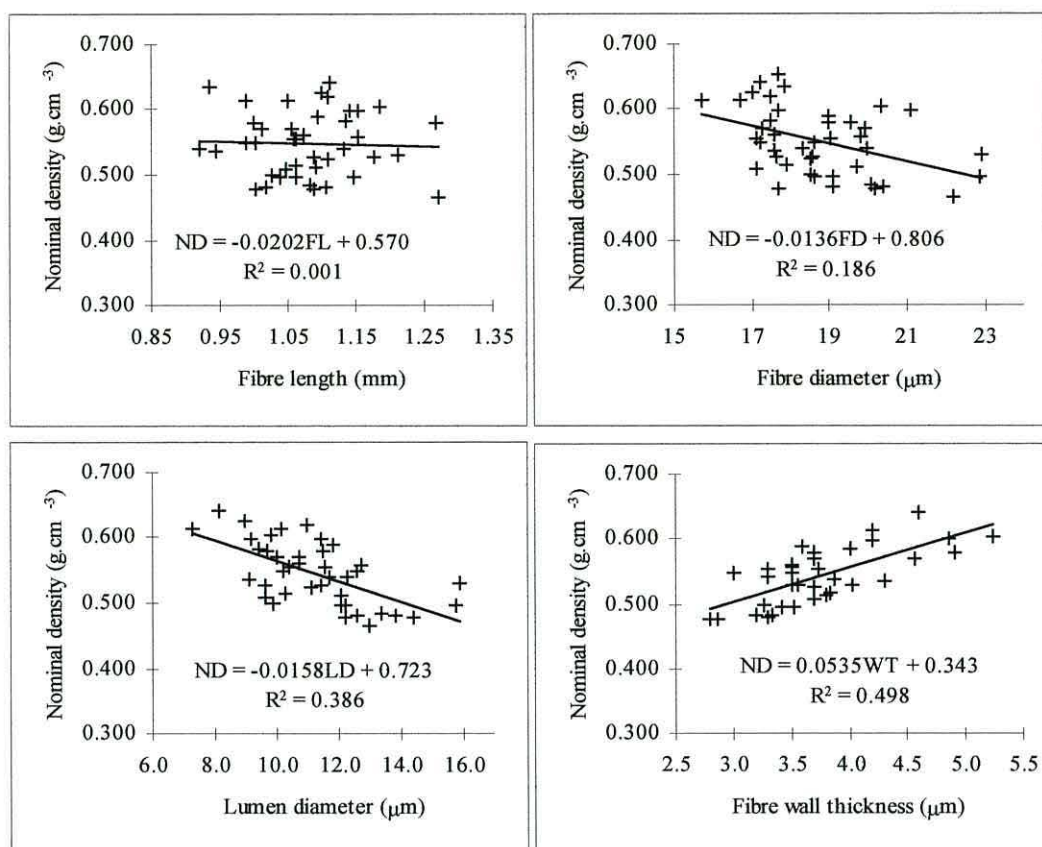 Nominal density (g.cm -3)
0.700
0.600
0.500
0.400
0.300
ND = -0.0202FL + 0.570
R² = 0.001
0.85 0.95 1.05 1.15 1.25 1.35
Fibre length (mm)
Nominal density (g.cm -3)
0.700
0.600
0.500
0.400
0.300
ND = -0.0136FD + 0.806
R² = 0.186
15 17 19 21 23
Fibre diameter (µm)
Nominal density (g.cm -3)
0.700
0.600
0.500
0.400
0.300
ND = -0.0158LD + 0.723
R² = 0.386
6.0 8.0 10.0 12.0 14.0 16.0
Lumen diameter (µm)
Nominal density (g.cm -3)
0.700
0.600
0.500
0.400
0.300
ND = 0.0535WT + 0.343
R² = 0.498
2.5 3.0 3.5 4.0 4.5 5.0 5.5
Fibre wall thickness (µm)